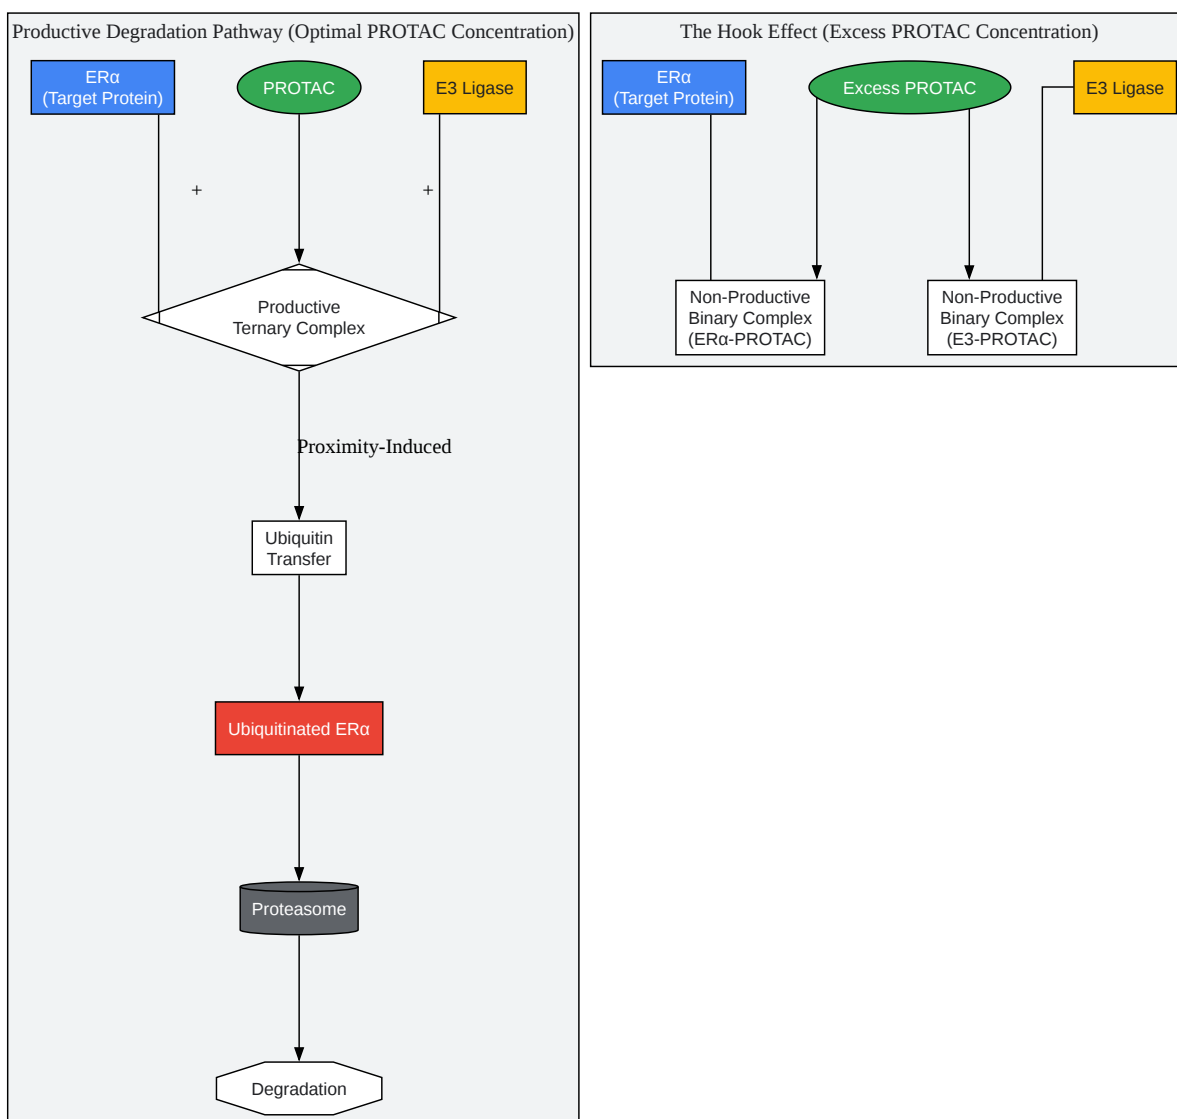 Productive Degradation Pathway (Optimal PROTAC Concentration)
ERα
(Target Protein)
PROTAC
E3 Ligase
+
+
Productive
Ternary Complex
Proximity-Induced
Ubiquitin
Transfer
Ubiquitinated ERα
Proteasome
Degradation
The Hook Effect (Excess PROTAC Concentration)
ERα
(Target Protein)
Excess PROTAC
E3 Ligase
Non-Productive
Binary Complex
(ERα-PROTAC)
Non-Productive
Binary Complex
(E3-PROTAC)